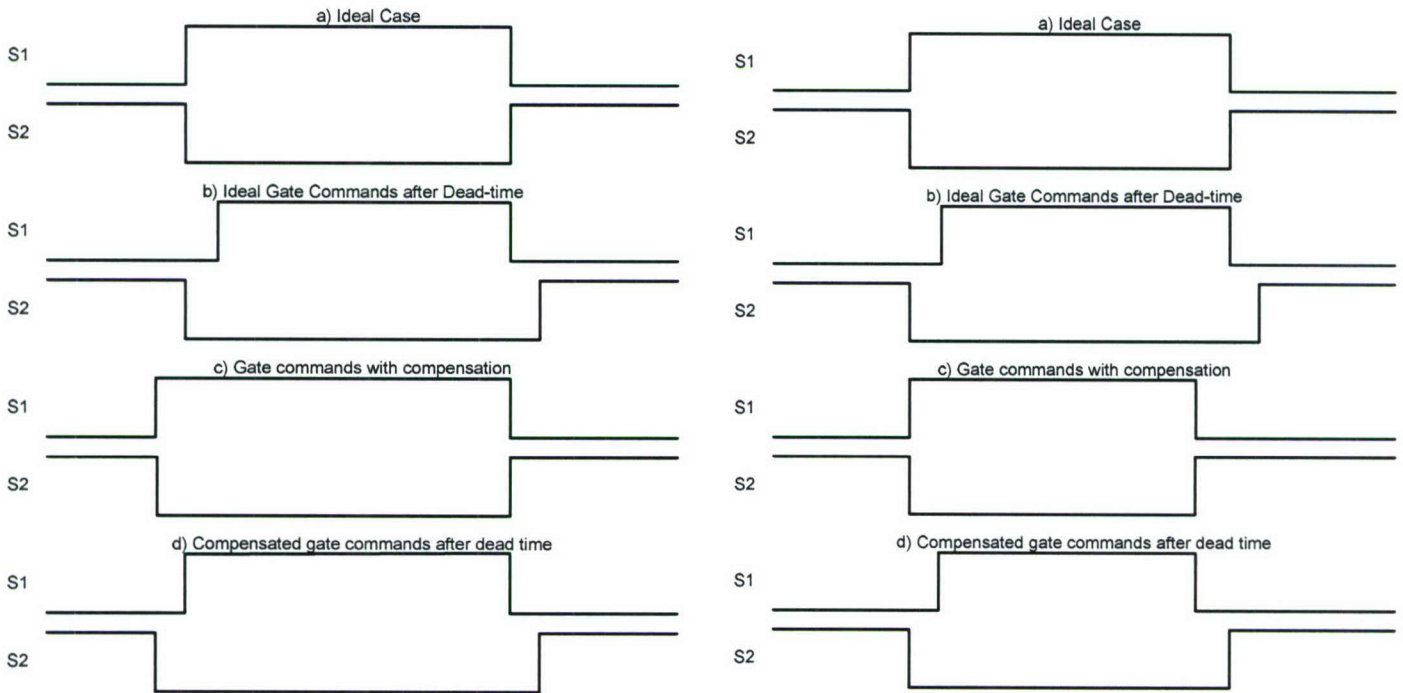 a) Ideal Case
S1
S2
b) Ideal Gate Commands after Dead-time
S1
S2
c) Gate commands with compensation
S1
S2
d) Compensated gate commands after dead time
S1
S2
a) Ideal Case
S1
S2
b) Ideal Gate Commands after Dead-time
S1
S2
c) Gate commands with compensation
S1
S2
d) Compensated gate commands after dead time
S1
S2